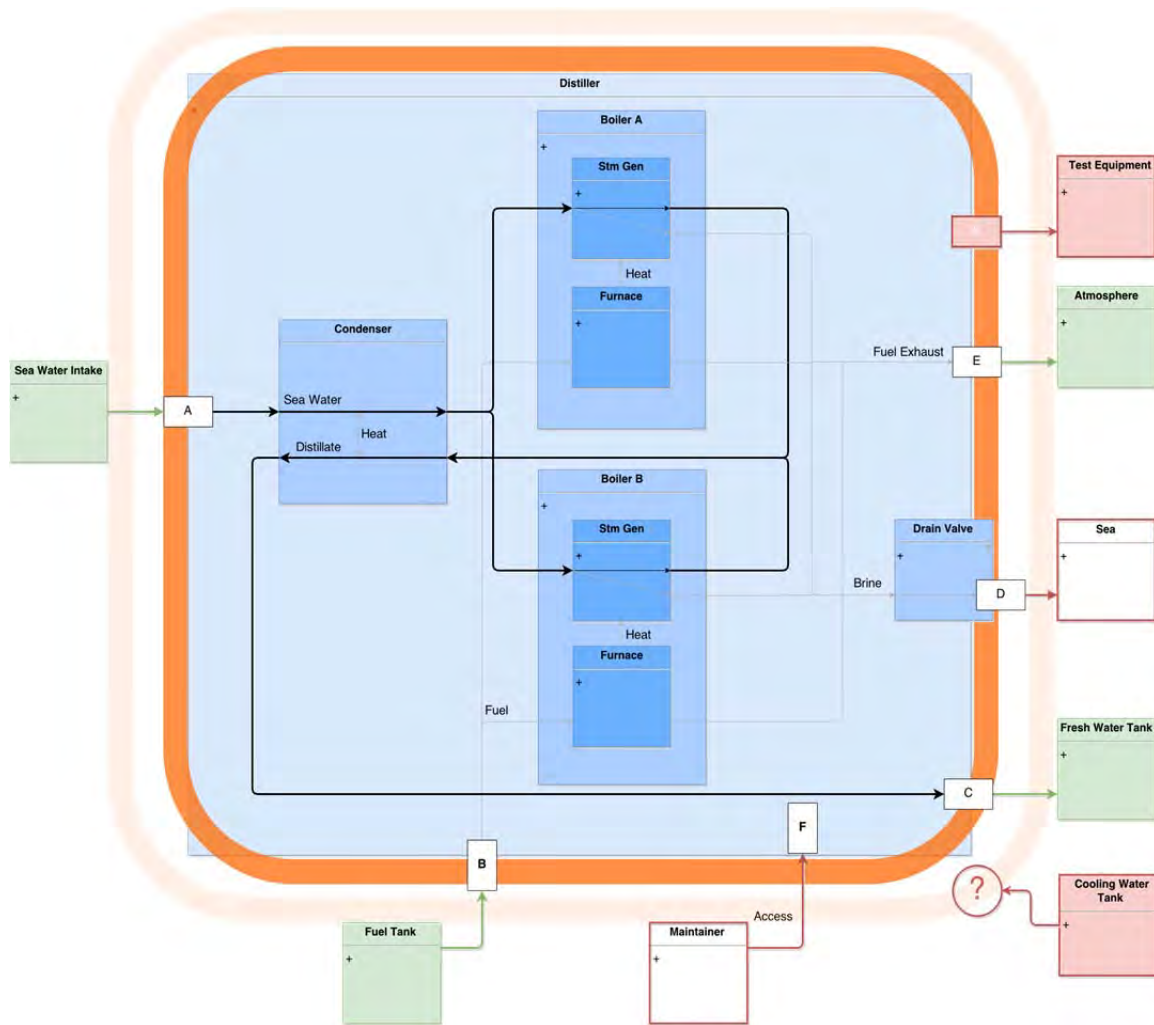 Distiller
Boiler A
+
Stm Gen
+
Heat
Furnace
+
Test Equipment
+
Atmosphere
+
Fuel Exhaust
E
Condenser
Sea Water Intake
+
A
Sea Water
Heat
Distillate
Boiler B
+
Stm Gen
+
Heat
Furnace
+
Drain Valve
+
Brine
D
Sea
+
Fuel
Fresh Water Tank
+
C
F
B
Access
Fuel Tank
+
Maintainer
+
?
Cooling Water
Tank
+